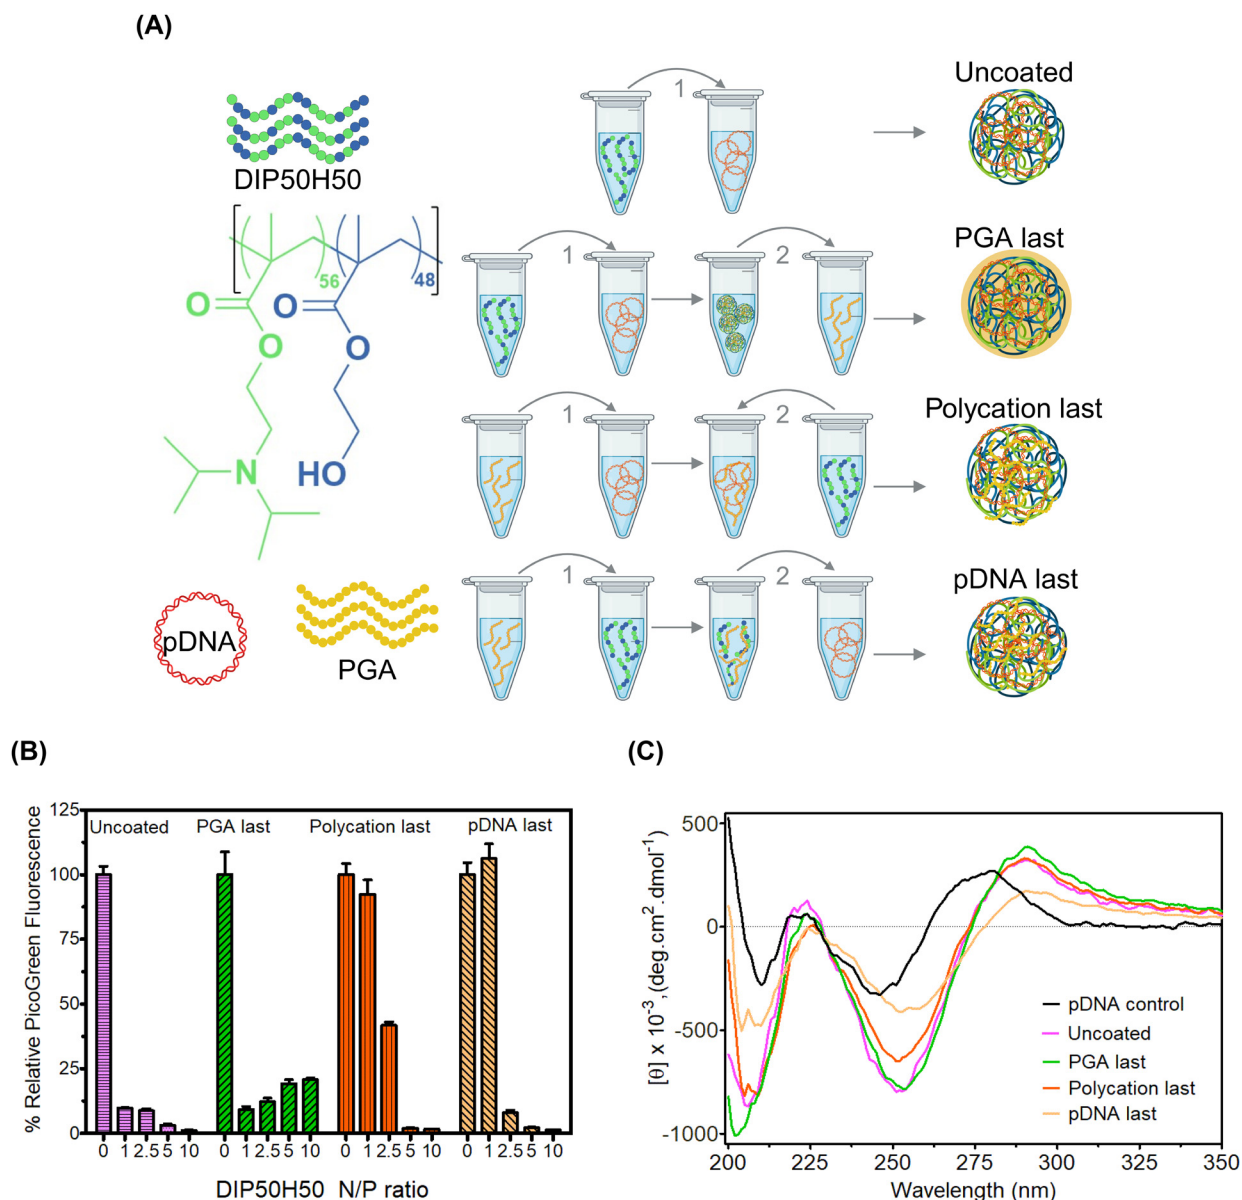 (A)
DIP50H50
56
48
O
O
O
O
N
HO
pDNA
PGA
1
Uncoated
1
2
PGA last
1
2
Polycation last
1
2
pDNA last
(B)
% Relative PicoGreen Fluorescence
125
100
75
50
25
0
Uncoated
PGA last
Polycation last
pDNA last
0 1 2.5 5 10
0 1 2.5 5 10
0 1 2.5 5 10
0 1 2.5 5 10
DIP50H50 N/P ratio
(C)
[θ] x 10⁻³, (deg.cm².dmol⁻¹)
500
0
-500
-1000
pDNA control
Uncoated
PGA last
Polycation last
pDNA last
200 225 250 275 300 325 350
Wavelength (nm)